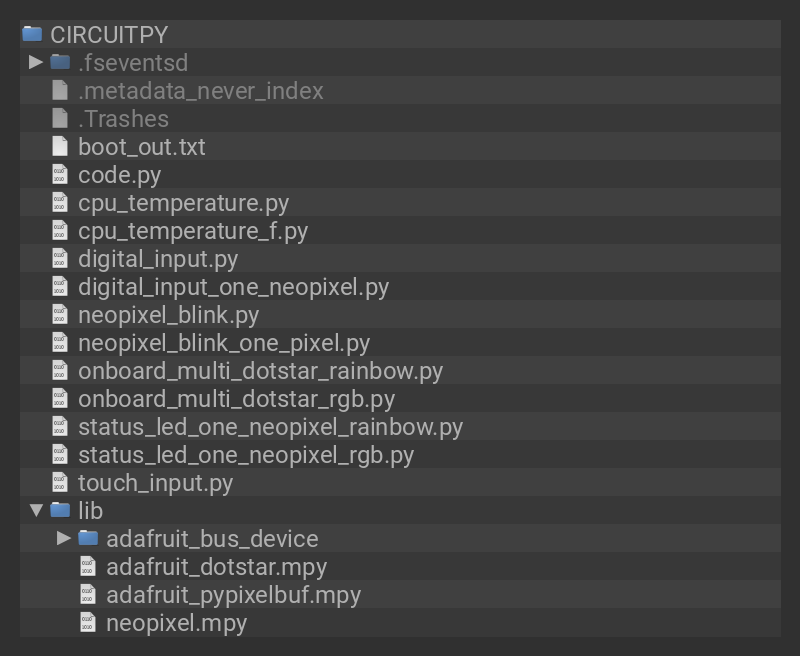 CIRCUITPY
.fseventsd
.metadata_never_index
.Trashes
boot_out.txt
code.py
cpu_temperature.py
cpu_temperature_f.py
digital_input.py
digital_input_one_neopixel.py
neopixel_blink.py
neopixel_blink_one_pixel.py
onboard_multi_dotstar_rainbow.py
onboard_multi_dotstar_rgb.py
status_led_one_neopixel_rainbow.py
status_led_one_neopixel_rgb.py
touch_input.py
lib
adafruit_bus_device
adafruit_dotstar.mpy
adafruit_pypixelbuf.mpy
neopixel.mpy